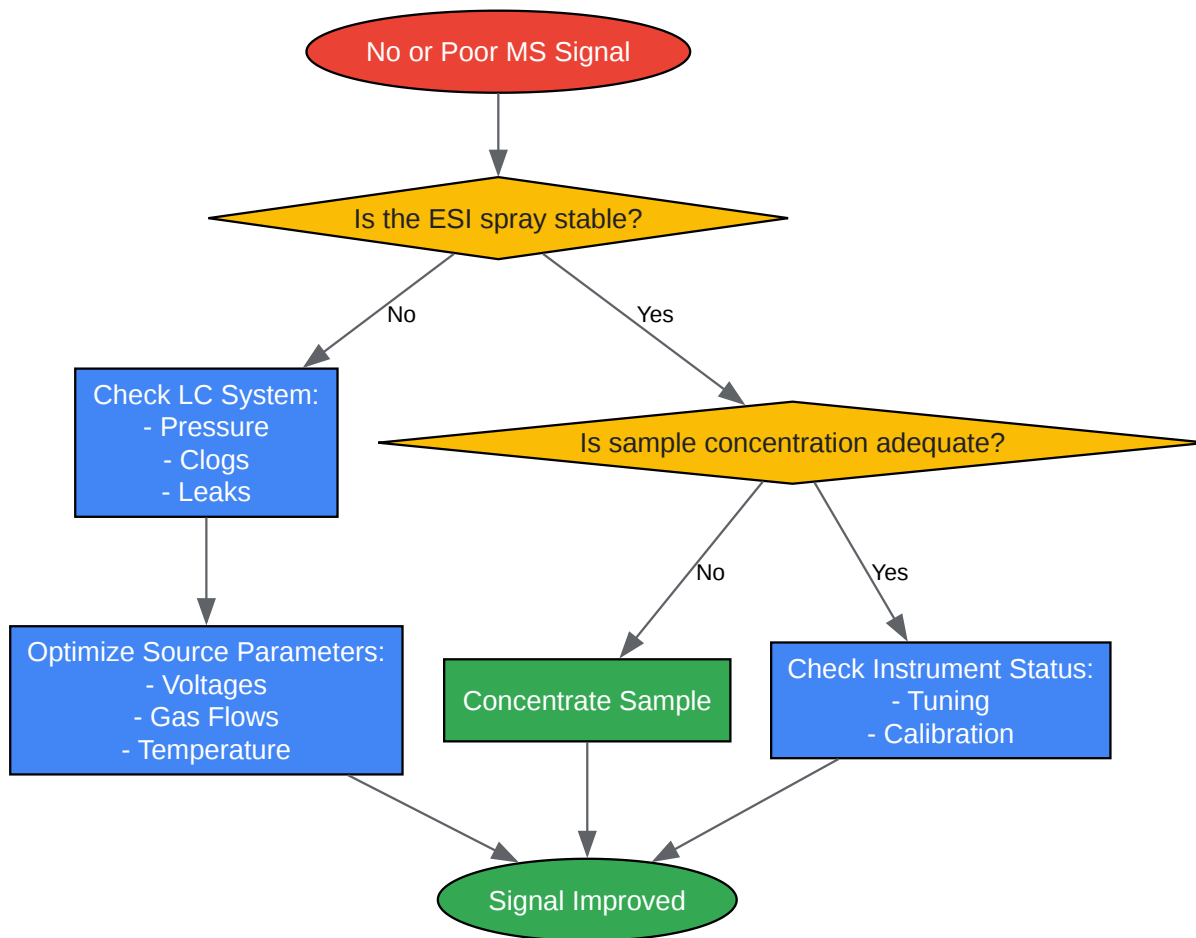 No or Poor MS Signal
Is the ESI spray stable?
No
Yes
Check LC System:
- Pressure
- Clogs
- Leaks
Is sample concentration adequate?
No
Yes
Optimize Source Parameters:
- Voltages
- Gas Flows
- Temperature
Concentrate Sample
Check Instrument Status:
- Tuning
- Calibration
Signal Improved